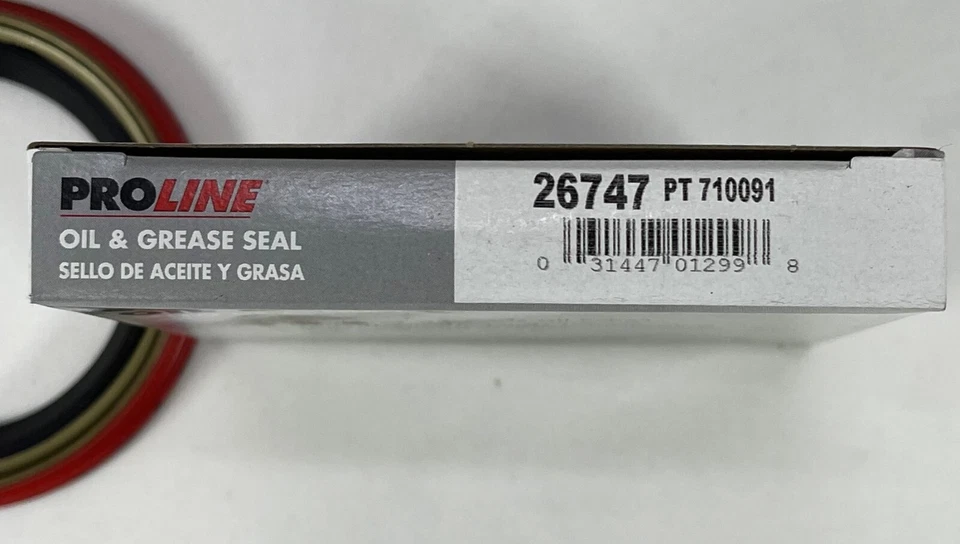 PROLINE
OIL & GREASE SEAL
SELLO DE ACEITE Y GRASA
26747 PT 710091
0 31447 01299 8